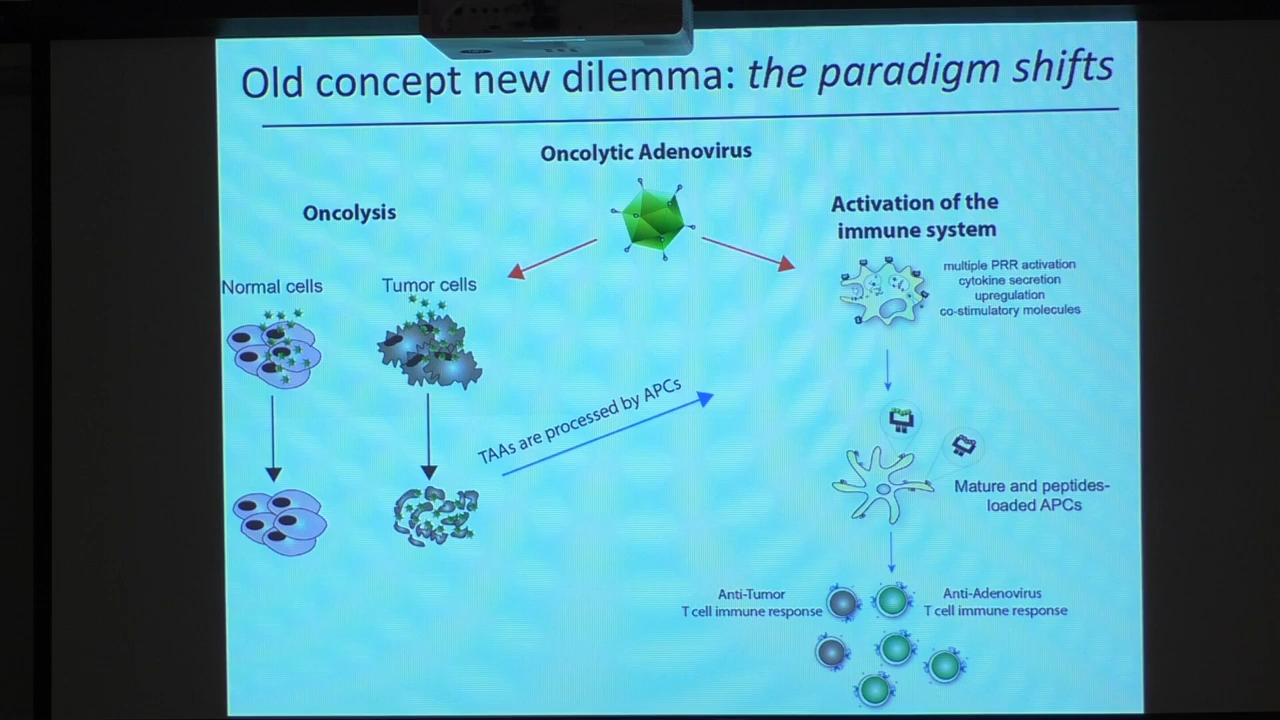 Old concept new dilemma: the paradigm shifts
Oncolytic Adenovirus
Oncolysis
Activation of the
immune system
Normal cells
Tumor cells
multiple PRR activation
cytokine secretion
upregulation
co-stimulatory molecules
TAAs are processed by APCs
Mature and peptides-
loaded APCs
Anti-Tumor
T cell immune response
Anti-Adenovirus
T cell immune response